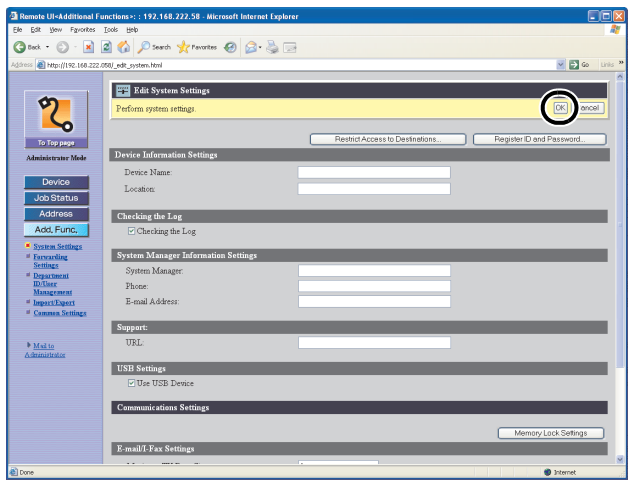 Remote UI<Additional Functions>: : 192.168.222.58 - Microsoft Internet Explorer
File Edit View Favorites Tools Help
Back Search Favorites
Address http://192.168.222.058/_edit_system.html Go Links »
Edit System Settings
Perform system settings.
OK ancel
To Top page
Administrator Mode
Restrict Access to Destinations... Register ID and Password...
Device Information Settings
Device Name:
Location:
Device
Job Status
Address
Add. Func.
Checking the Log
Checking the Log
System Settings
Forwarding Settings
Department ID/User Management
Import/Export
Common Settings
System Manager Information Settings
System Manager:
Phone:
E-mail Address:
Support:
URL:
Mail to
Administrator
USB Settings
Use USB Device
Communications Settings
Memory Lock Settings
E-mail/I-Fax Settings
Done Internet